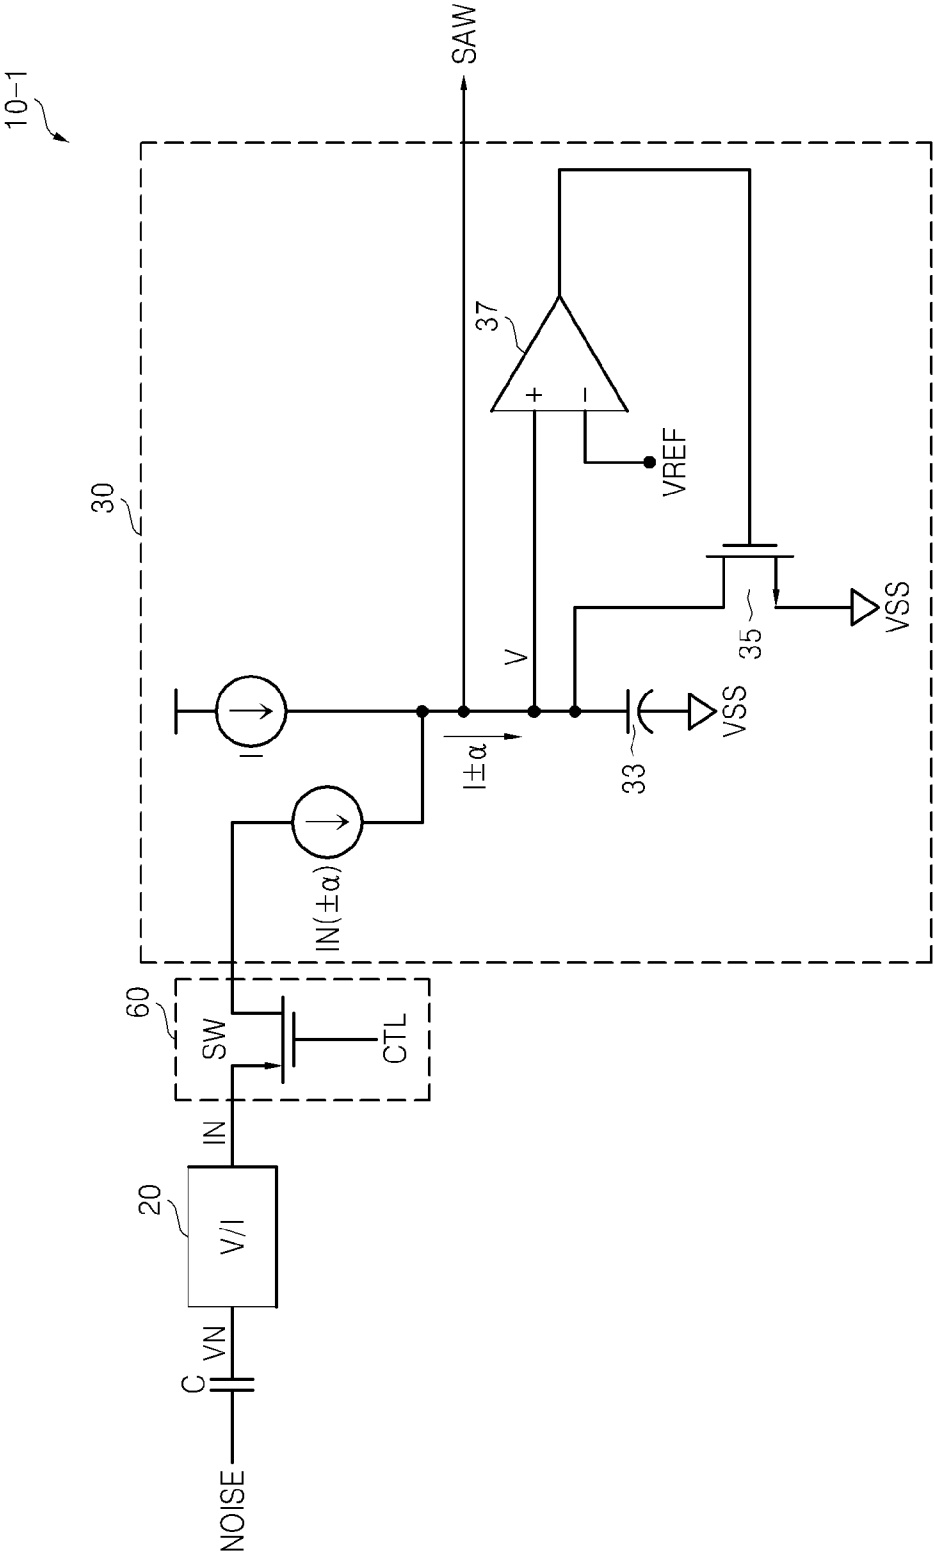 10-1
30
I
IN(±α)
SAW
37
+
−
VREF
V
I±α
33
VSS
35
VSS
60
SW
CTL
IN
20
V/I
VN
C
NOISE